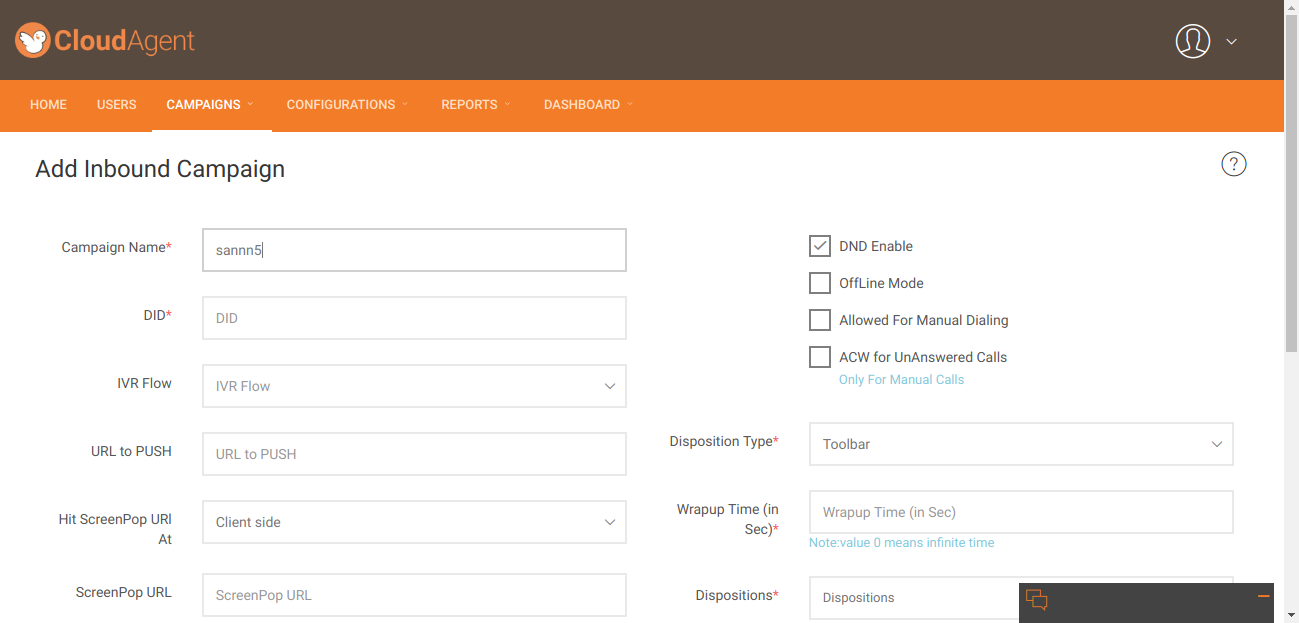 CloudAgent
HOME USERS CAMPAIGNS CONFIGURATIONS REPORTS DASHBOARD
Add Inbound Campaign
?
Campaign Name* sannn5
DID* DID
IVR Flow IVR Flow
URL to PUSH URL to PUSH
Hit ScreenPop URl
At
Client side
ScreenPop URL ScreenPop URL
DND Enable
OffLine Mode
Allowed For Manual Dialing
ACW for UnAnswered Calls
Only For Manual Calls
Disposition Type* Toolbar
Wrapup Time (in
Sec)*
Wrapup Time (in Sec)
Note:value 0 means infinite time
Dispositions* Dispositions